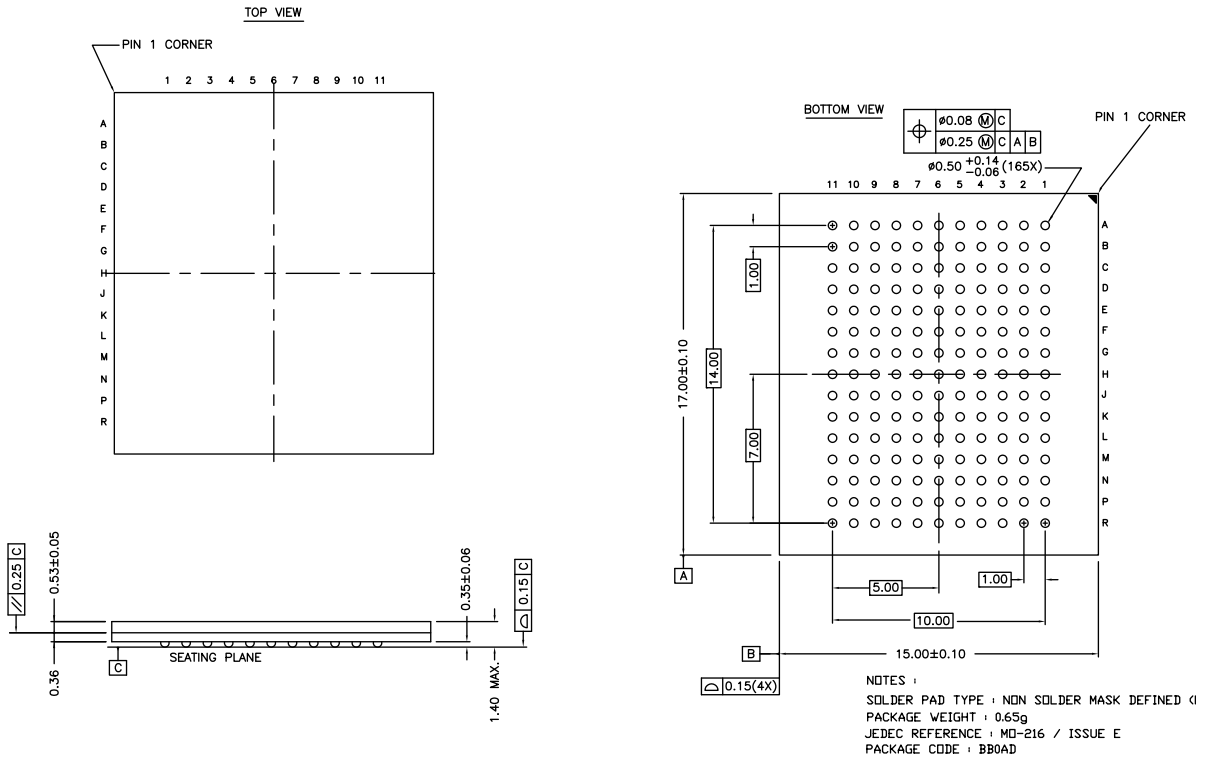 TOP VIEW
PIN 1 CORNER
1 2 3 4 5 6 7 8 9 10 11
A
B
C
D
E
F
G
H
J
K
L
M
N
P
R
BOTTOM VIEW
ø0.08 Ⓜ C
ø0.25 Ⓜ C A B
PIN 1 CORNER
ø0.50 +0.14 -0.06 (165X)
11 10 9 8 7 6 5 4 3 2 1
A
B
C
D
E
F
G
H
J
K
L
M
N
P
R
1.00
14.00
17.00±0.10
7.00
A
5.00
1.00
10.00
B
15.00±0.10
0.15(4X)
0.25 C
0.53±0.05
0.36
C
SEATING PLANE
0.35±0.06
0.15 C
1.40 MAX.
NOTES :
SOLDER PAD TYPE : NON SOLDER MASK DEFINED (
PACKAGE WEIGHT : 0.65g
JEDEC REFERENCE : MO-216 / ISSUE E
PACKAGE CODE : BB0AD